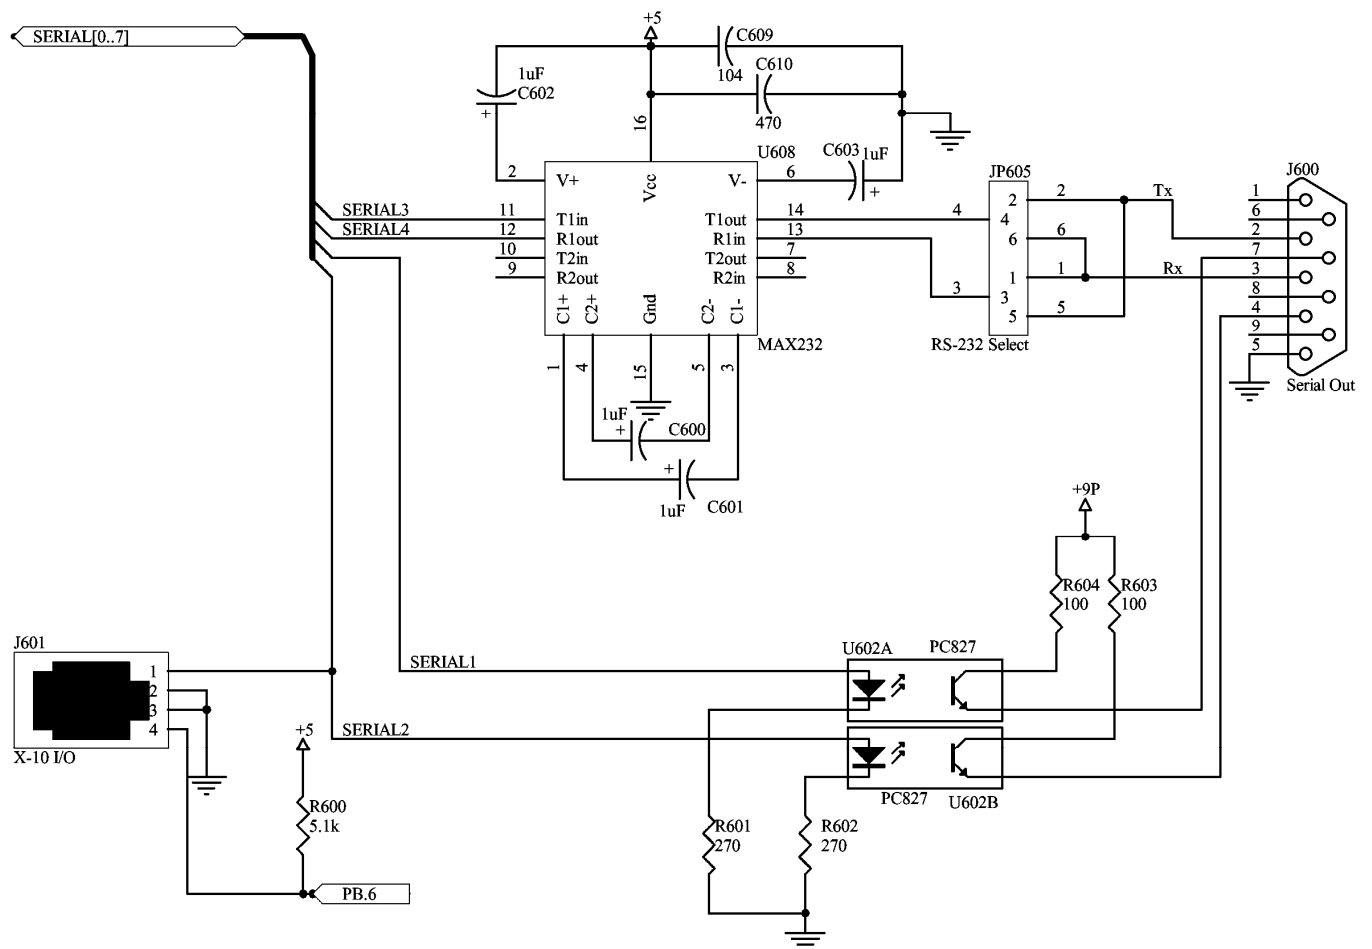 SERIAL[0..7]
+5
C609
104
C610
470
1uF
C602
+
16
U608
C603
1uF
+
JP605
J600
2
V+
Vcc
V-
6
SERIAL3
11
T1in
T1out
14
4
SERIAL4
12
R1out
R1in
13
10
T2in
T2out
7
9
R2out
R2in
8
C1+
C2+
Gnd
C2-
C1-
MAX232
1
4
15
5
3
2
4
6
1
3
5
3
2
6
1
5
Tx
Rx
RS-232 Select
1
6
2
7
3
8
4
9
5
Serial Out
1uF
+
C600
+
1uF
C601
+9P
R604
100
R603
100
J601
1
2
3
4
X-10 I/O
SERIAL1
U602A
PC827
SERIAL2
PC827
U602B
+5
R600
5.1k
PB.6
R601
270
R602
270